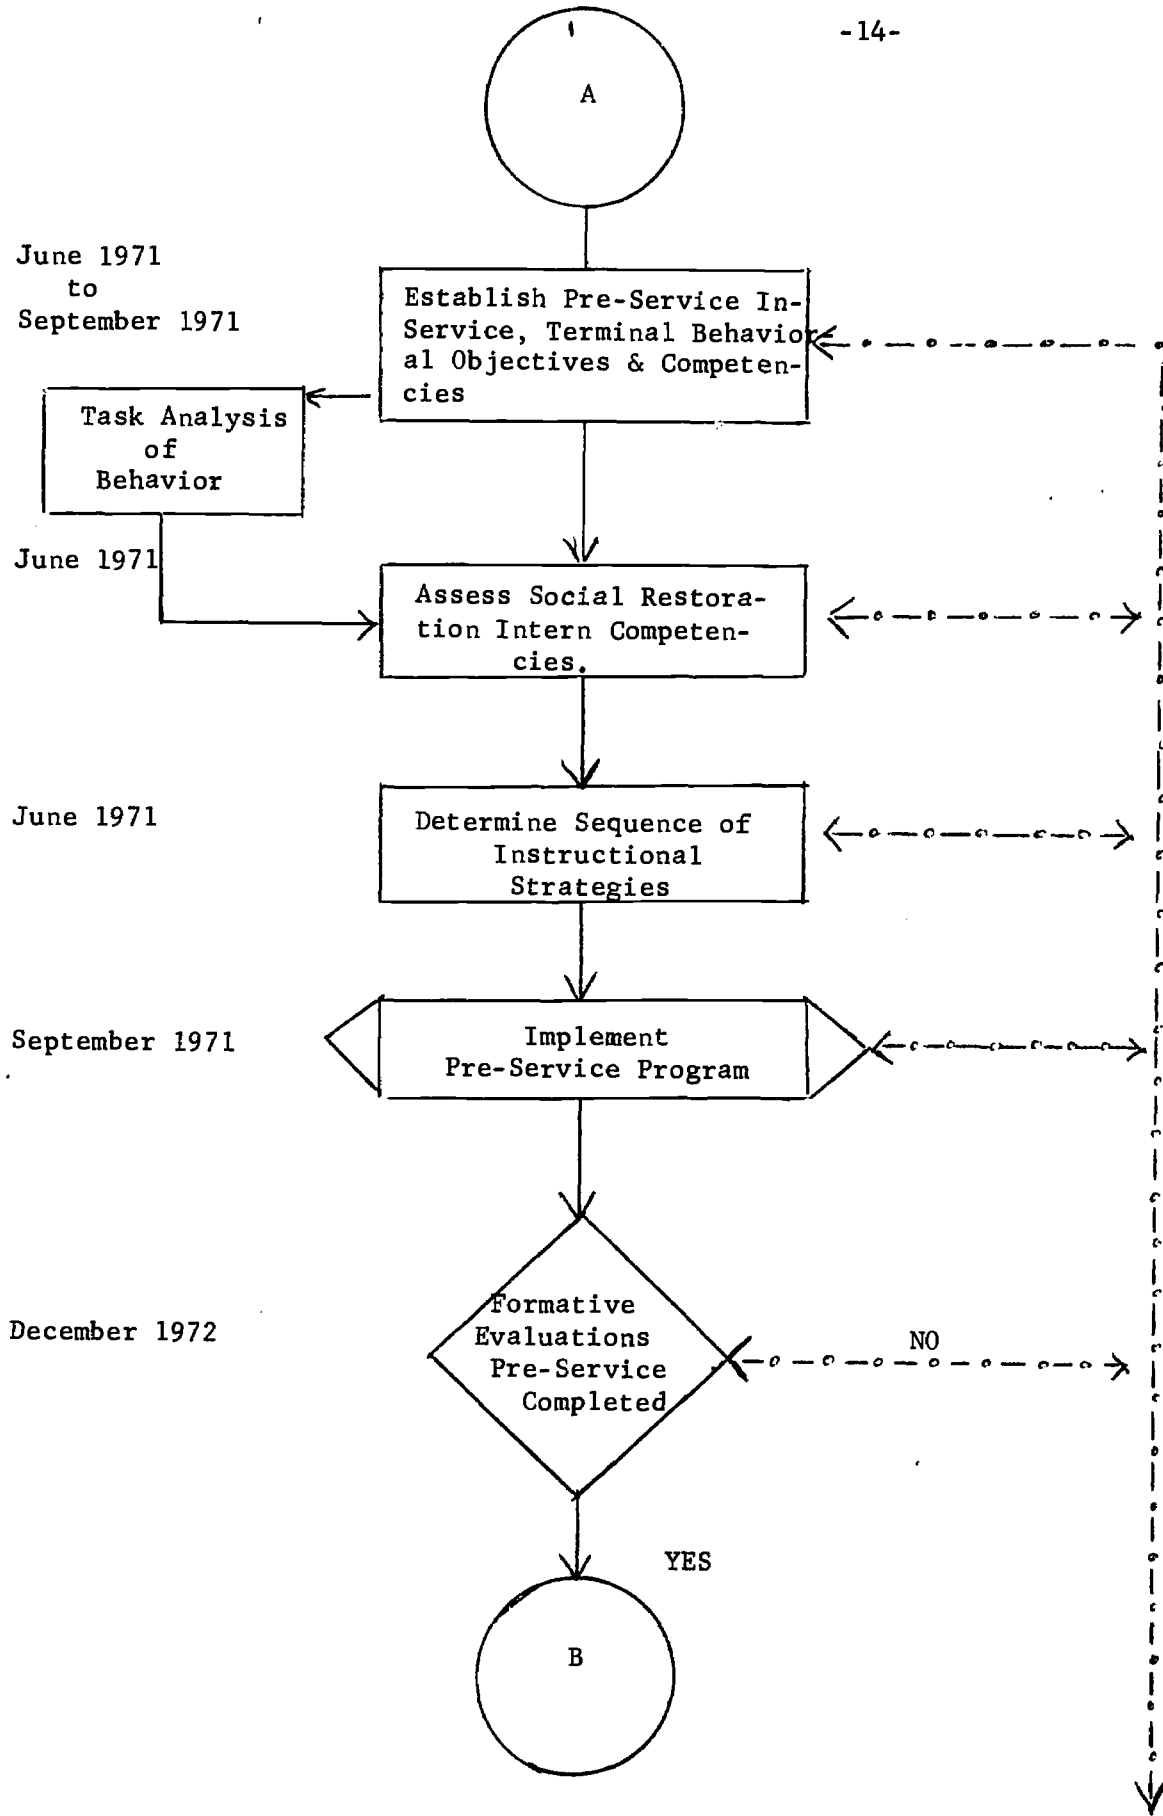 -14-
A
June 1971
to
September 1971
Establish Pre-Service In-
Service, Terminal Behavior-
al Objectives & Competen-
cies
Task Analysis
of
Behavior
June 1971
Assess Social Restora-
tion Intern Competen-
cies.
June 1971
Determine Sequence of
Instructional
Strategies
September 1971
Implement
Pre-Service Program
December 1972
Formative
Evaluations
Pre-Service
Completed
NO
YES
B